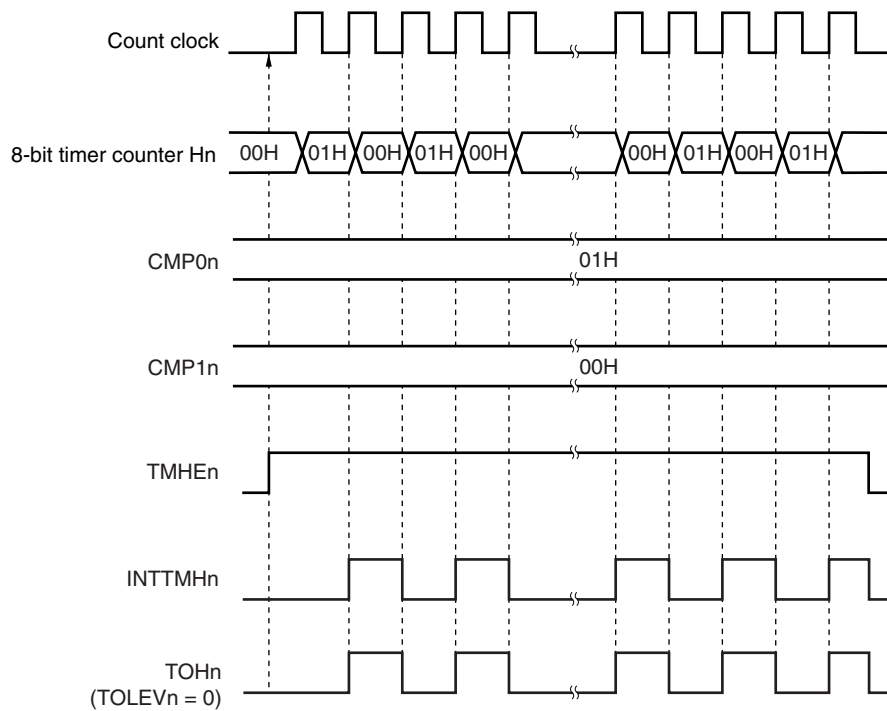 Count clock
8-bit timer counter Hn 00H 01H 00H 01H 00H 00H 01H 00H 01H
CMP0n 01H
CMP1n 00H
TMHEn
INTTMHn
TOHn
(TOLEVn = 0)